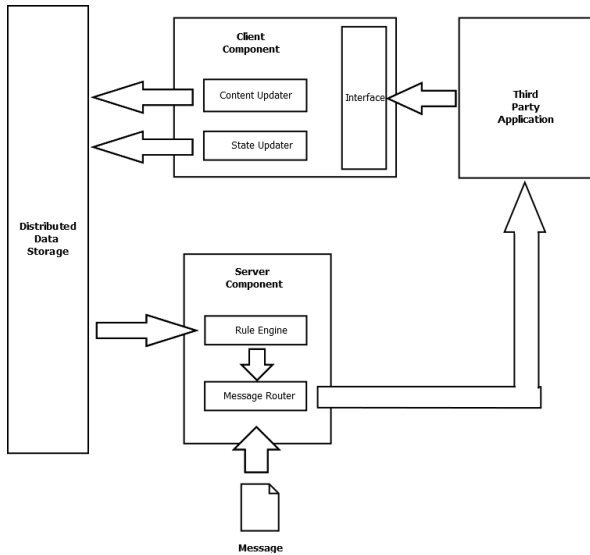 Client
Component
Content Updater
State Updater
Interface
Third
Party
Application
Distributed
Data
Storage
Server
Component
Rule Engine
Message Router
Message